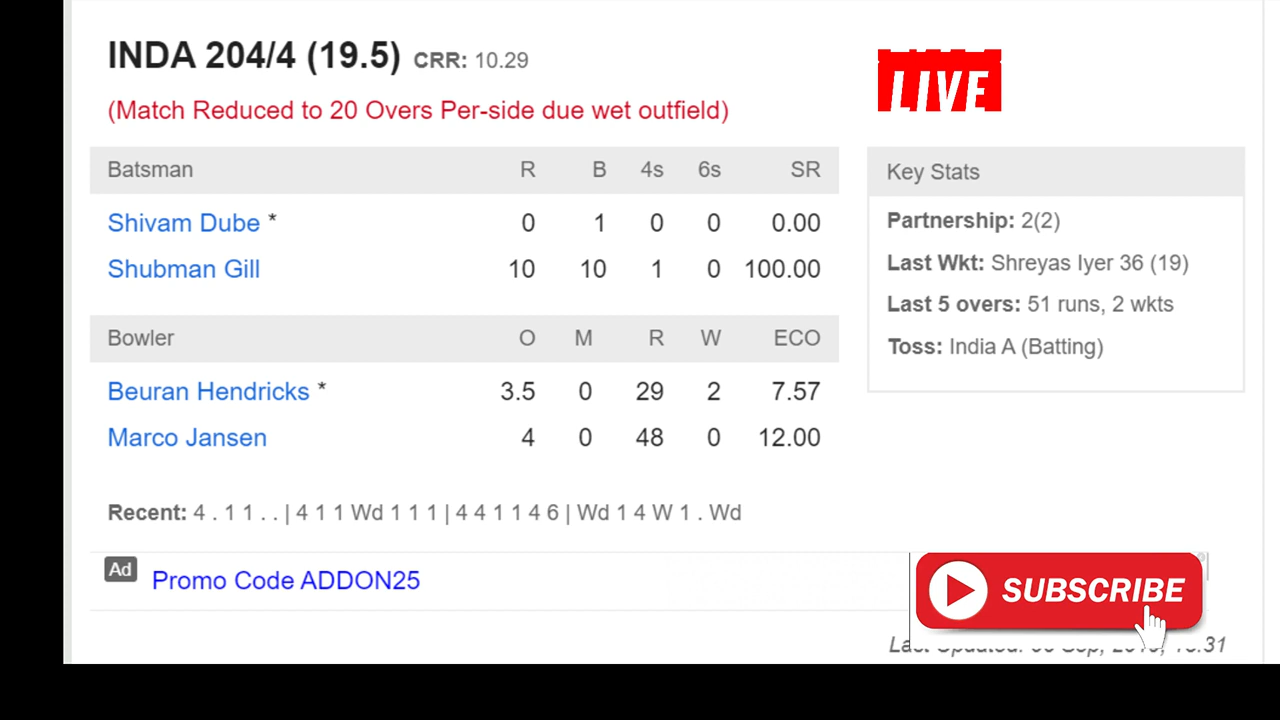 INDA 204/4 (19.5) CRR: 10.29
LIVE
(Match Reduced to 20 Overs Per-side due wet outfield)
Batsman R B 4s 6s SR
Shivam Dube * 0 1 0 0 0.00
Shubman Gill 10 10 1 0 100.00
Bowler O M R W ECO
Beuran Hendricks * 3.5 0 29 2 7.57
Marco Jansen 4 0 48 0 12.00
Key Stats
Partnership: 2(2)
Last Wkt: Shreyas Iyer 36 (19)
Last 5 overs: 51 runs, 2 wkts
Toss: India A (Batting)
Recent: 4 . 1 1 . . | 4 1 1 Wd 1 1 1 | 4 4 1 1 4 6 | Wd 1 4 W 1 . Wd
Ad Promo Code ADDON25
SUBSCRIBE
Last Updated: Sep,